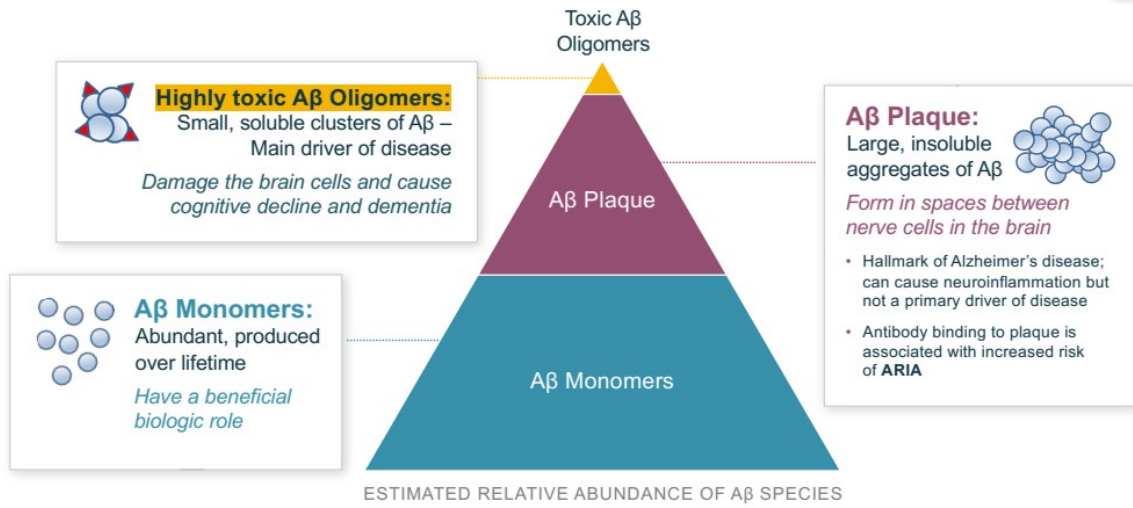 Toxic Aβ
Oligomers
Highly toxic Aβ Oligomers:
Small, soluble clusters of Aβ –
Main driver of disease
Damage the brain cells and cause
cognitive decline and dementia
Aβ Plaque:
Large, insoluble
aggregates of Aβ
Form in spaces between
nerve cells in the brain
• Hallmark of Alzheimer's disease;
can cause neuroinflammation but
not a primary driver of disease
• Antibody binding to plaque is
associated with increased risk
of ARIA
Aβ Plaque
Aβ Monomers:
Abundant, produced
over lifetime
Have a beneficial
biologic role
Aβ Monomers
ESTIMATED RELATIVE ABUNDANCE OF Aβ SPECIES